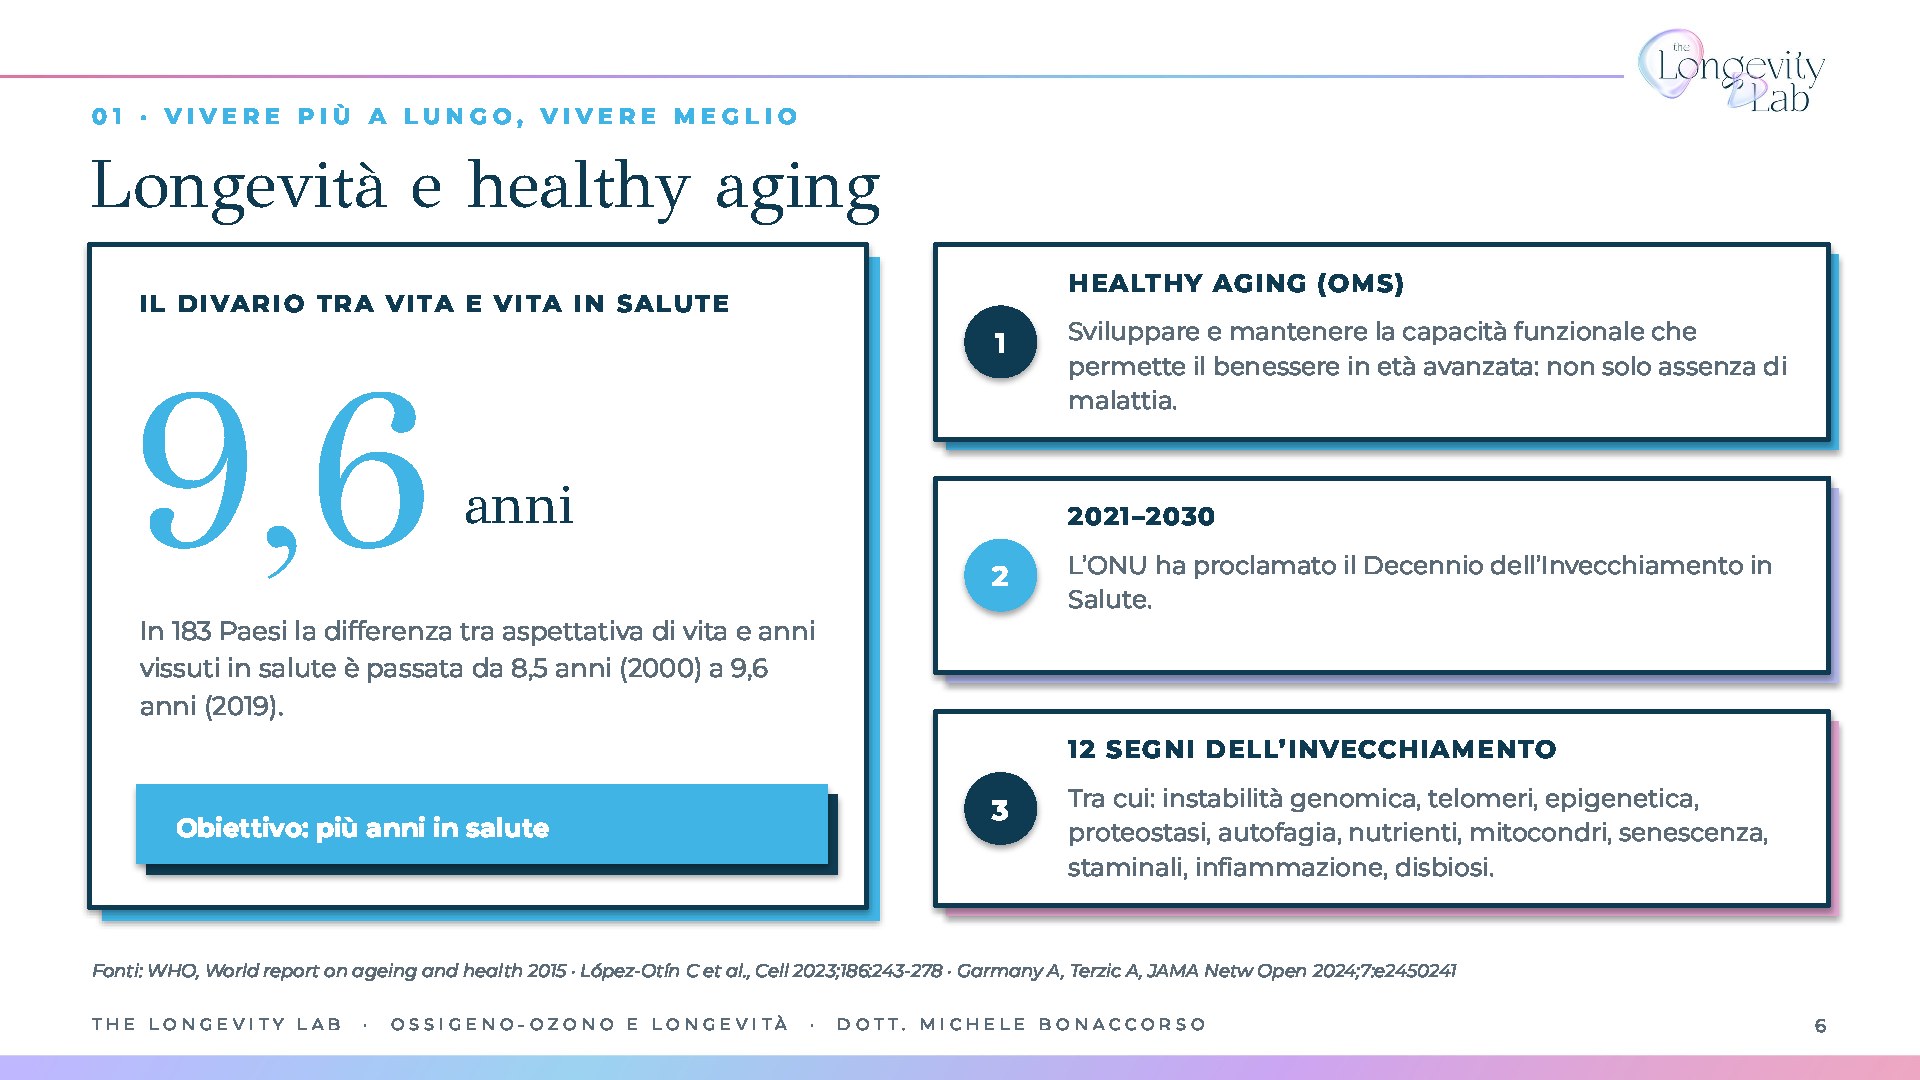 the
Longevity
Lab
01 · VIVERE PIÙ A LUNGO, VIVERE MEGLIO
Longevità e healthy aging
IL DIVARIO TRA VITA E VITA IN SALUTE
9,6 anni
In 183 Paesi la differenza tra aspettativa di vita e anni
vissuti in salute è passata da 8,5 anni (2000) a 9,6
anni (2019).
Obiettivo: più anni in salute
1
HEALTHY AGING (OMS)
Sviluppare e mantenere la capacità funzionale che
permette il benessere in età avanzata: non solo assenza di
malattia.
2
2021–2030
L’ONU ha proclamato il Decennio dell’Invecchiamento in
Salute.
3
12 SEGNI DELL’INVECCHIAMENTO
Tra cui: instabilità genomica, telomeri, epigenetica,
proteostasi, autofagia, nutrienti, mitocondri, senescenza,
staminali, infiammazione, disbiosi.
Fonti: WHO, World report on ageing and health 2015 · López-Otín C et al., Cell 2023;186:243-278 · Garmany A, Terzic A, JAMA Netw Open 2024;7:e2450241
THE LONGEVITY LAB · OSSIGENO-OZONO E LONGEVITÀ · DOTT. MICHELE BONACCORSO
6